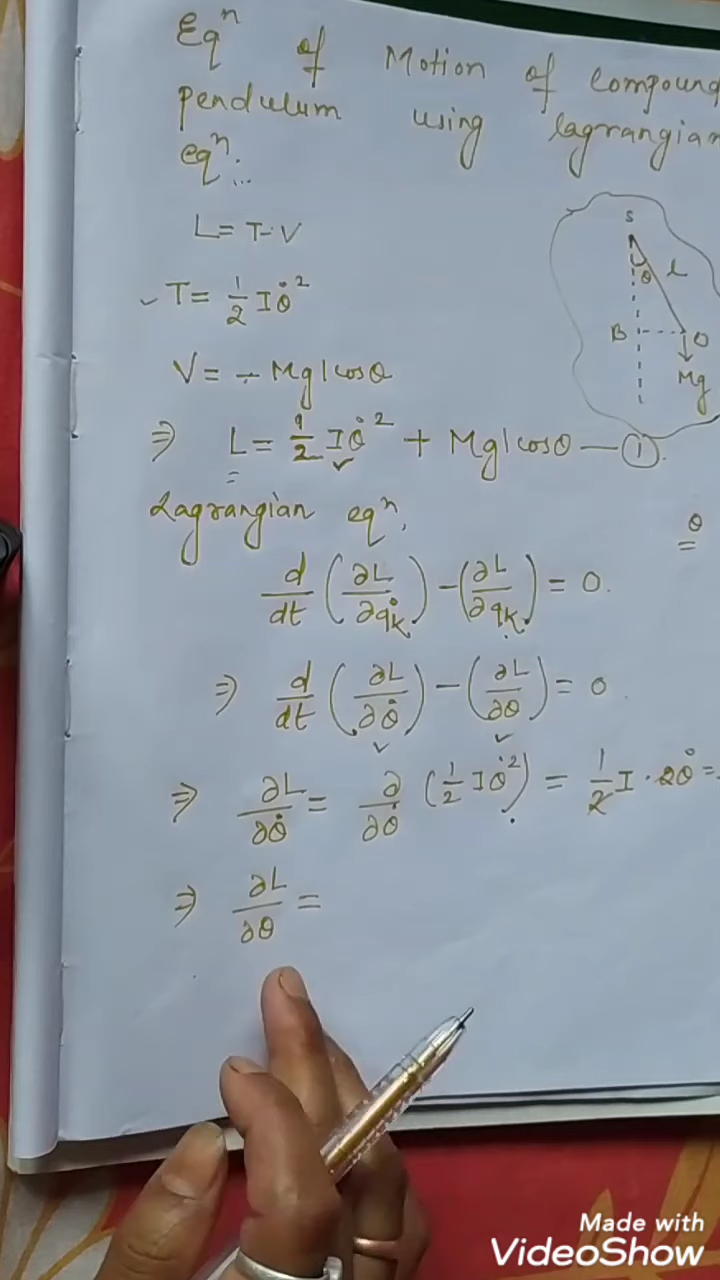 Eqⁿ of Motion of compound
pendulum using lagrangian
eqⁿ:...
L = T - V
T = 1/2 Iθ̇²
V = - Mgl cosθ
⇒ L = 1/2 Iθ̇² + Mgl cosθ — ①.
S
θ
l
B
O
Mg
Lagrangian eqⁿ,
θ
d/dt (∂L/∂q̇k) - (∂L/∂qk) = 0.
⇒ d/dt (∂L/∂θ̇) - (∂L/∂θ) = 0
⇒ ∂L/∂θ̇ = ∂/∂θ̇ (1/2 Iθ̇²) = 1/2 I · 2θ̇ =
⇒ ∂L/∂θ =
Made with
VideoShow